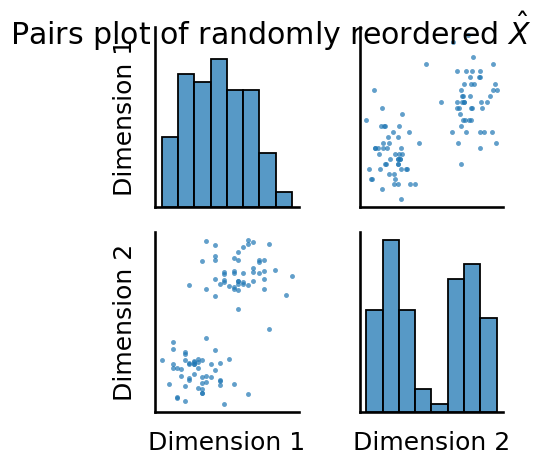 Pairs plot of randomly reordered X̂
Dimension 1
Dimension 2
Dimension 1
Dimension 2